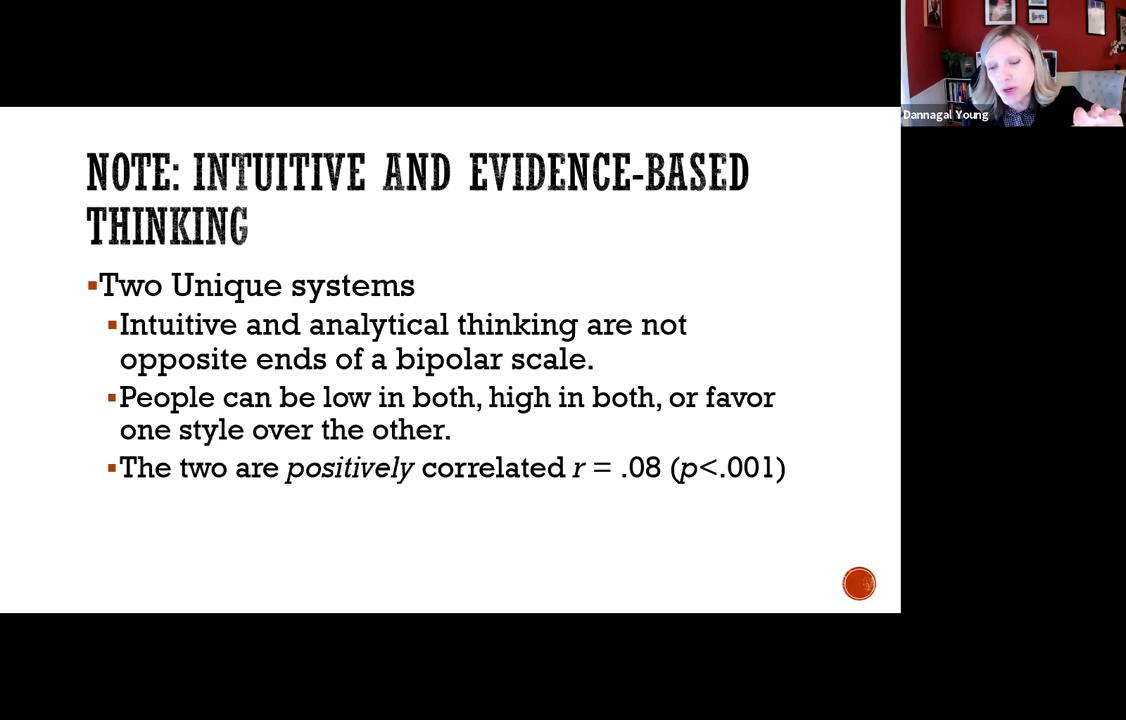 NOTE: INTUITIVE AND EVIDENCE-BASED
THINKING
▪Two Unique systems
▪Intuitive and analytical thinking are not
opposite ends of a bipolar scale.
▪People can be low in both, high in both, or favor
one style over the other.
▪The two are positively correlated r = .08 (p<.001)
Dannagal Young